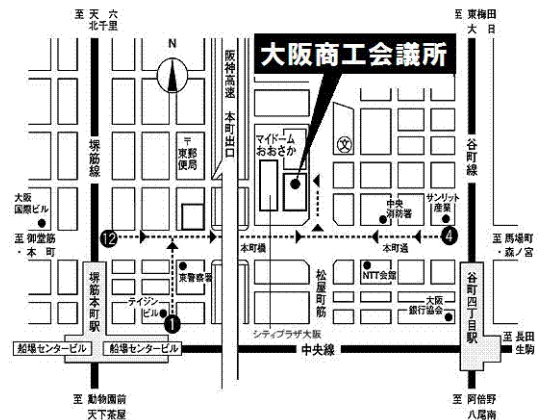 至 天 六
北千里
至 東梅田
大 日
N
阪神高速 本町出口
大阪商工会議所
〒
東郵便局
マイドーム
おおさか
文
堺筋線
谷町線
大阪
国際ビル
中央
消防署
サンリット
産業
至 御堂筋
・本 町
12
本町橋
本町通
4
至 馬場町
・森ノ宮
堺筋本町駅
東警察署
松屋町筋
NTT会館
谷町四丁目駅
テイジン
ビル
1
大阪
銀行協会
シティプラザ大阪
至 長田
生駒
船場センタービル
船場センタービル
中央線
至 動物園前
天下茶屋
至 阿倍野
八尾南